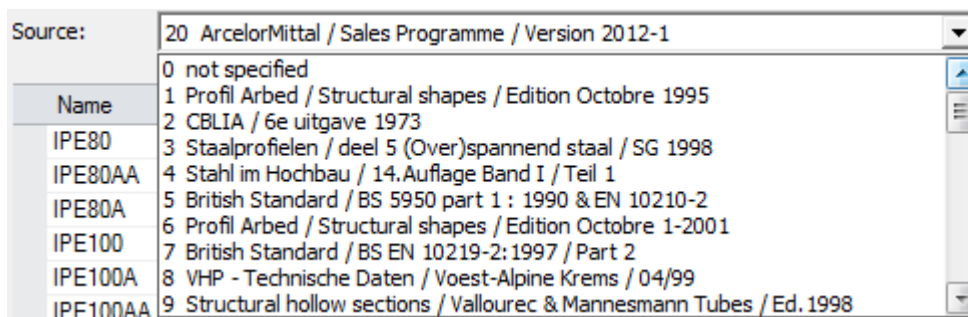 Source: 20 ArcelorMittal / Sales Programme / Version 2012-1
0 not specified
1 Profil Arbed / Structural shapes / Edition Octobre 1995
2 CBLIA / 6e uitgave 1973
3 Staalprofielen / deel 5 (Over)spannend staal / SG 1998
4 Stahl im Hochbau / 14.Auflage Band I / Teil 1
5 British Standard / BS 5950 part 1 : 1990 & EN 10210-2
6 Profil Arbed / Structural shapes / Edition Octobre 1-2001
7 British Standard / BS EN 10219-2:1997 / Part 2
8 VHP - Technische Daten / Voest-Alpine Krems / 04/99
9 Structural hollow sections / Vallourec & Mannesmann Tubes / Ed.1998
Name
IPE80
IPE80AA
IPE80A
IPE100
IPE100A
IPE100AA